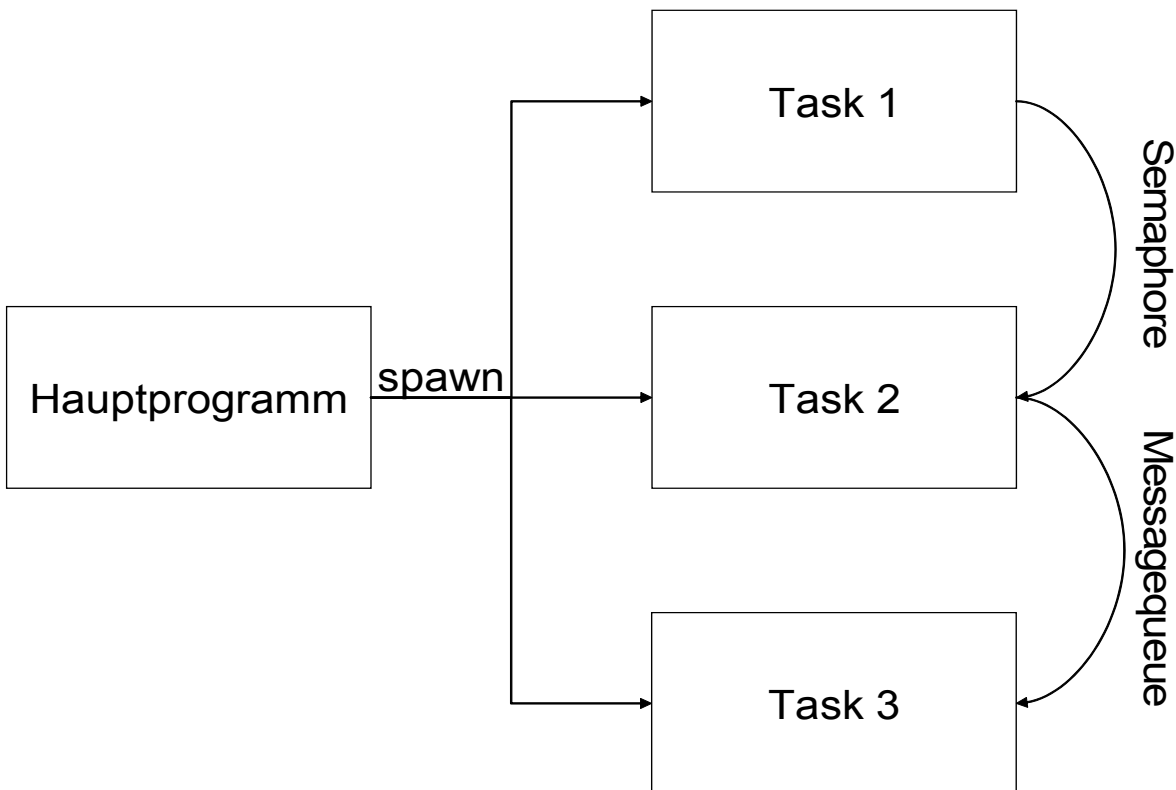 Task 1
Semaphore
Hauptprogramm
spawn
Task 2
Messagequeue
Task 3